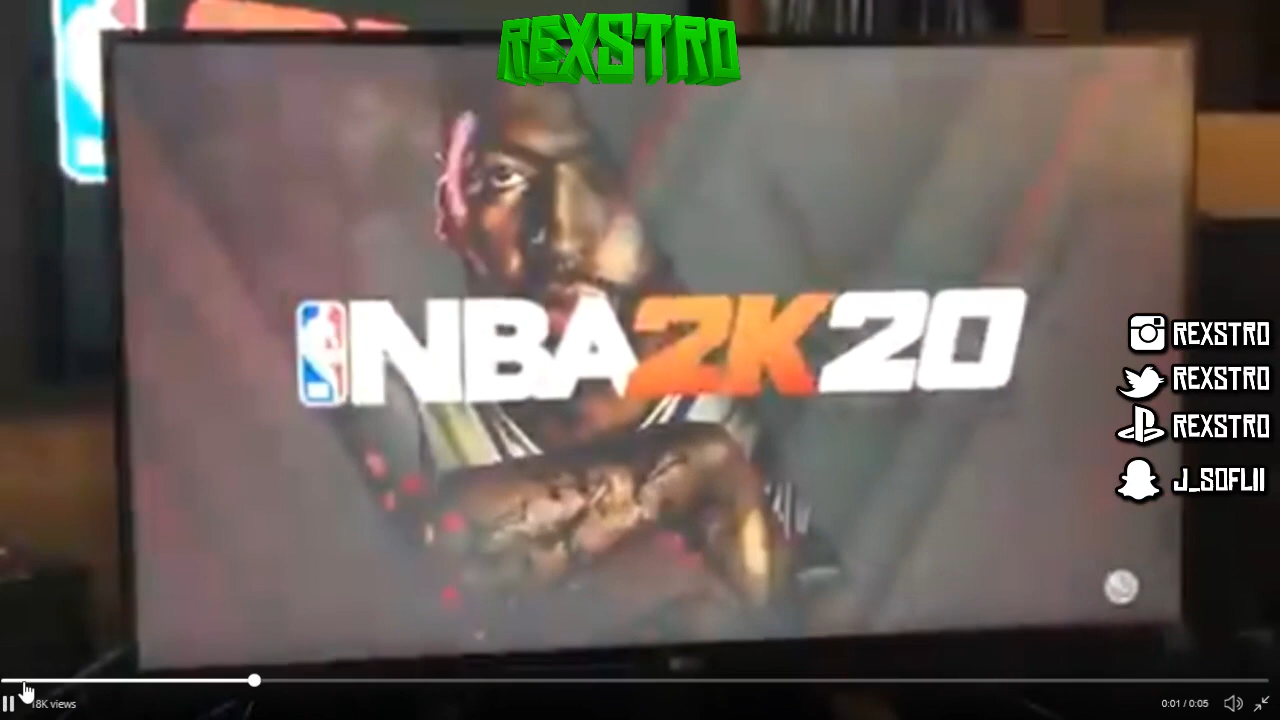 REXSTRO
NBA2K20
REXSTRO
REXSTRO
REXSTRO
J_SOFLII
18K views
0:01 / 0:05